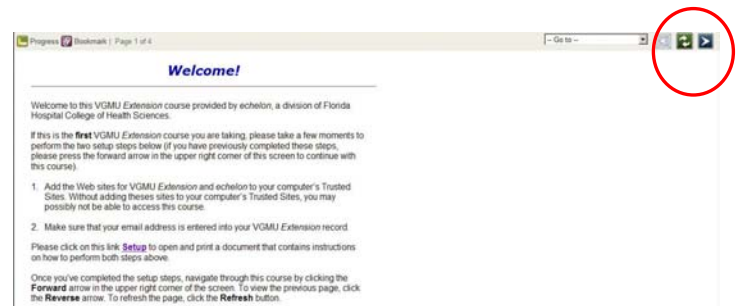 Progress Bookmark | Page 1 of 4 -- Go to --
Welcome!
Welcome to this VGMU Extension course provided by echelon, a division of Florida
Hospital College of Health Sciences.
If this is the first VGMU Extension course you are taking, please take a few moments to
perform the two setup steps below (if you have previously completed these steps,
please press the forward arrow in the upper right corner of this screen to continue with
this course).
1. Add the Web sites for VGMU Extension and echelon to your computer's Trusted
Sites. Without adding theses sites to your computer's Trusted Sites, you may
possibly not be able to access this course.
2. Make sure that your email address is entered into your VGMU Extension record.
Please click on this link Setup to open and print a document that contains instructions
on how to perform both steps above.
Once you've completed the setup steps, navigate through this course by clicking the
Forward arrow in the upper right corner of the screen. To view the previous page, click
the Reverse arrow. To refresh the page, click the Refresh button.